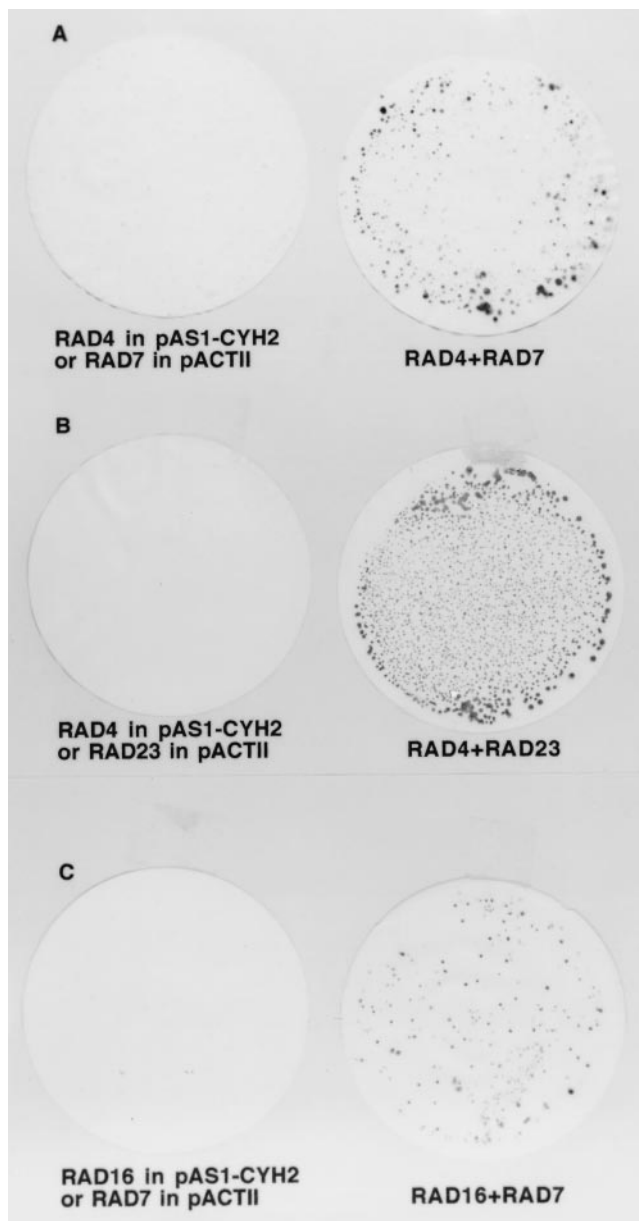 A
RAD4 in pAS1-CYH2
or RAD7 in pACTII
RAD4+RAD7
B
RAD4 in pAS1-CYH2
or RAD23 in pACTII
RAD4+RAD23
C
RAD16 in pAS1-CYH2
or RAD7 in pACTII
RAD16+RAD7